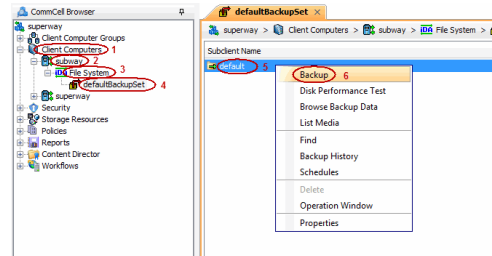 CommCell Browser
superway
Client Computer Groups
Client Computers 1
subway 2
File System 3
defaultBackupSet 4
superway
Security
Storage Resources
Policies
Reports
Content Director
Workflows
defaultBackupSet ×
superway > Client Computers > subway > File System >
Subclient Name
default 5
Backup 6
Disk Performance Test
Browse Backup Data
List Media
Find
Backup History
Schedules
Delete
Operation Window
Properties